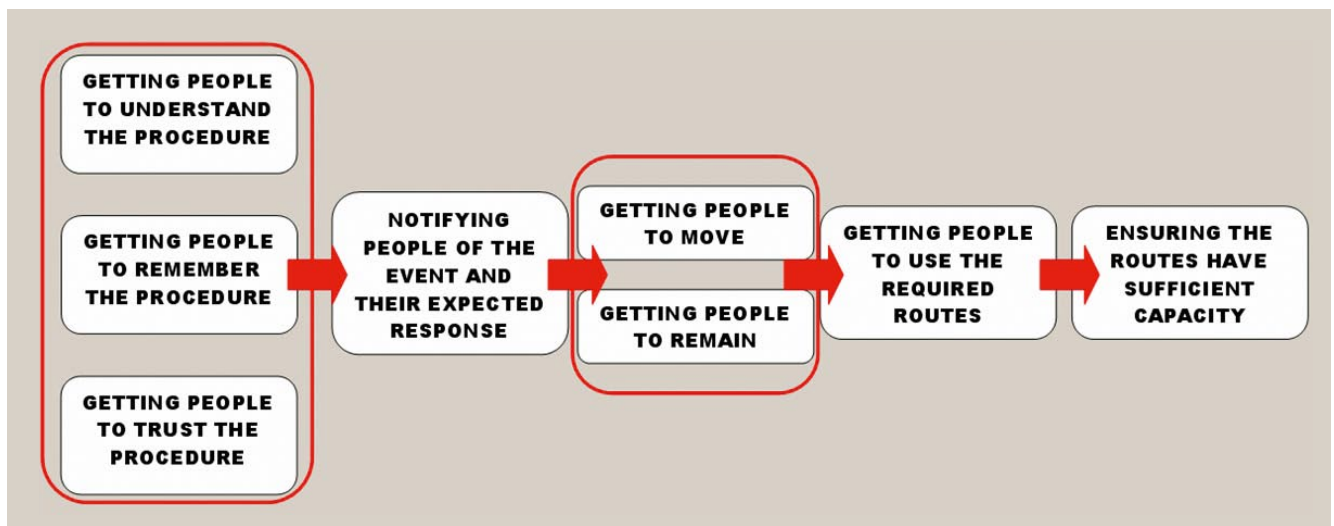 GETTING PEOPLE
TO UNDERSTAND
THE PROCEDURE
GETTING PEOPLE
TO REMEMBER
THE PROCEDURE
GETTING PEOPLE
TO TRUST THE
PROCEDURE
NOTIFYING
PEOPLE OF THE
EVENT AND
THEIR EXPECTED
RESPONSE
GETTING PEOPLE
TO MOVE
GETTING PEOPLE
TO REMAIN
GETTING PEOPLE
TO USE THE
REQUIRED
ROUTES
ENSURING THE
ROUTES HAVE
SUFFICIENT
CAPACITY